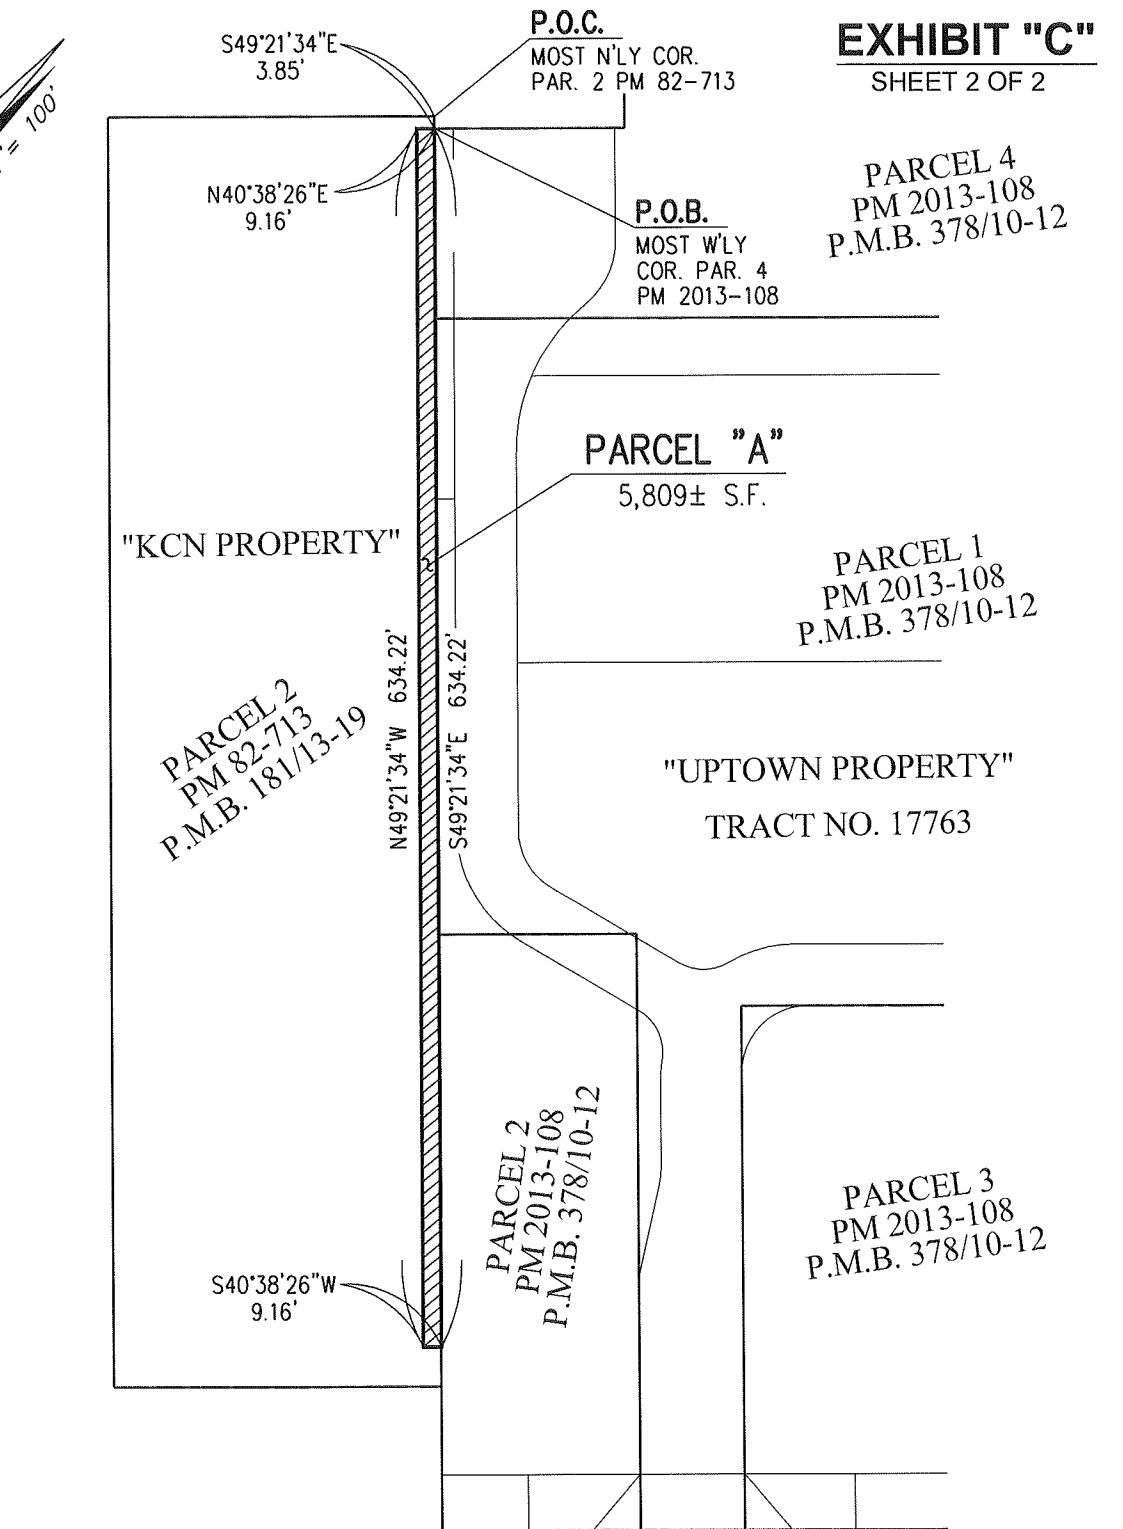 EXHIBIT "C"
SHEET 2 OF 2
= 100'
P.O.C.
MOST N'LY COR.
PAR. 2 PM 82-713
S49°21'34"E
3.85'
N40°38'26"E
9.16'
P.O.B.
MOST W'LY
COR. PAR. 4
PM 2013-108
PARCEL 4
PM 2013-108
P.M.B. 378/10-12
PARCEL "A"
5,809± S.F.
"KCN PROPERTY"
PARCEL 1
PM 2013-108
P.M.B. 378/10-12
N49°21'34"W 634.22'
S49°21'34"E 634.22'
PARCEL 2
PM 82-713
P.M.B. 181/13-19
"UPTOWN PROPERTY"
TRACT NO. 17763
PARCEL 2
PM 2013-108
P.M.B. 378/10-12
PARCEL 3
PM 2013-108
P.M.B. 378/10-12
S40°38'26"W
9.16'